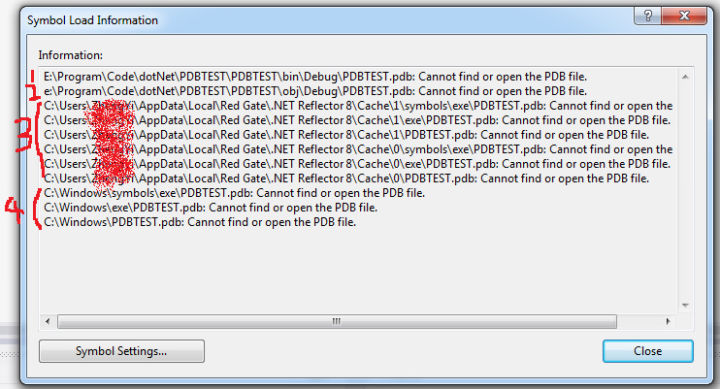 Symbol Load Information
Information:
1 E:\Program\Code\dotNet\PDBTEST\PDBTEST\bin\Debug\PDBTEST.pdb: Cannot find or open the PDB file.
2 e:\Program\Code\dotNet\PDBTEST\PDBTEST\obj\Debug\PDBTEST.pdb: Cannot find or open the PDB file.
3 C:\Users\ \AppData\Local\Red Gate\.NET Reflector 8\Cache\1\symbols\exe\PDBTEST.pdb: Cannot find or open the
C:\Users\ \AppData\Local\Red Gate\.NET Reflector 8\Cache\1\exe\PDBTEST.pdb: Cannot find or open the PDB file.
C:\Users\ \AppData\Local\Red Gate\.NET Reflector 8\Cache\1\PDBTEST.pdb: Cannot find or open the PDB file.
C:\Users\ \AppData\Local\Red Gate\.NET Reflector 8\Cache\0\symbols\exe\PDBTEST.pdb: Cannot find or open the
C:\Users\ \AppData\Local\Red Gate\.NET Reflector 8\Cache\0\exe\PDBTEST.pdb: Cannot find or open the PDB file.
C:\Users\ \AppData\Local\Red Gate\.NET Reflector 8\Cache\0\PDBTEST.pdb: Cannot find or open the PDB file.
4 C:\Windows\symbols\exe\PDBTEST.pdb: Cannot find or open the PDB file.
C:\Windows\exe\PDBTEST.pdb: Cannot find or open the PDB file.
C:\Windows\PDBTEST.pdb: Cannot find or open the PDB file.
Symbol Settings...
Close